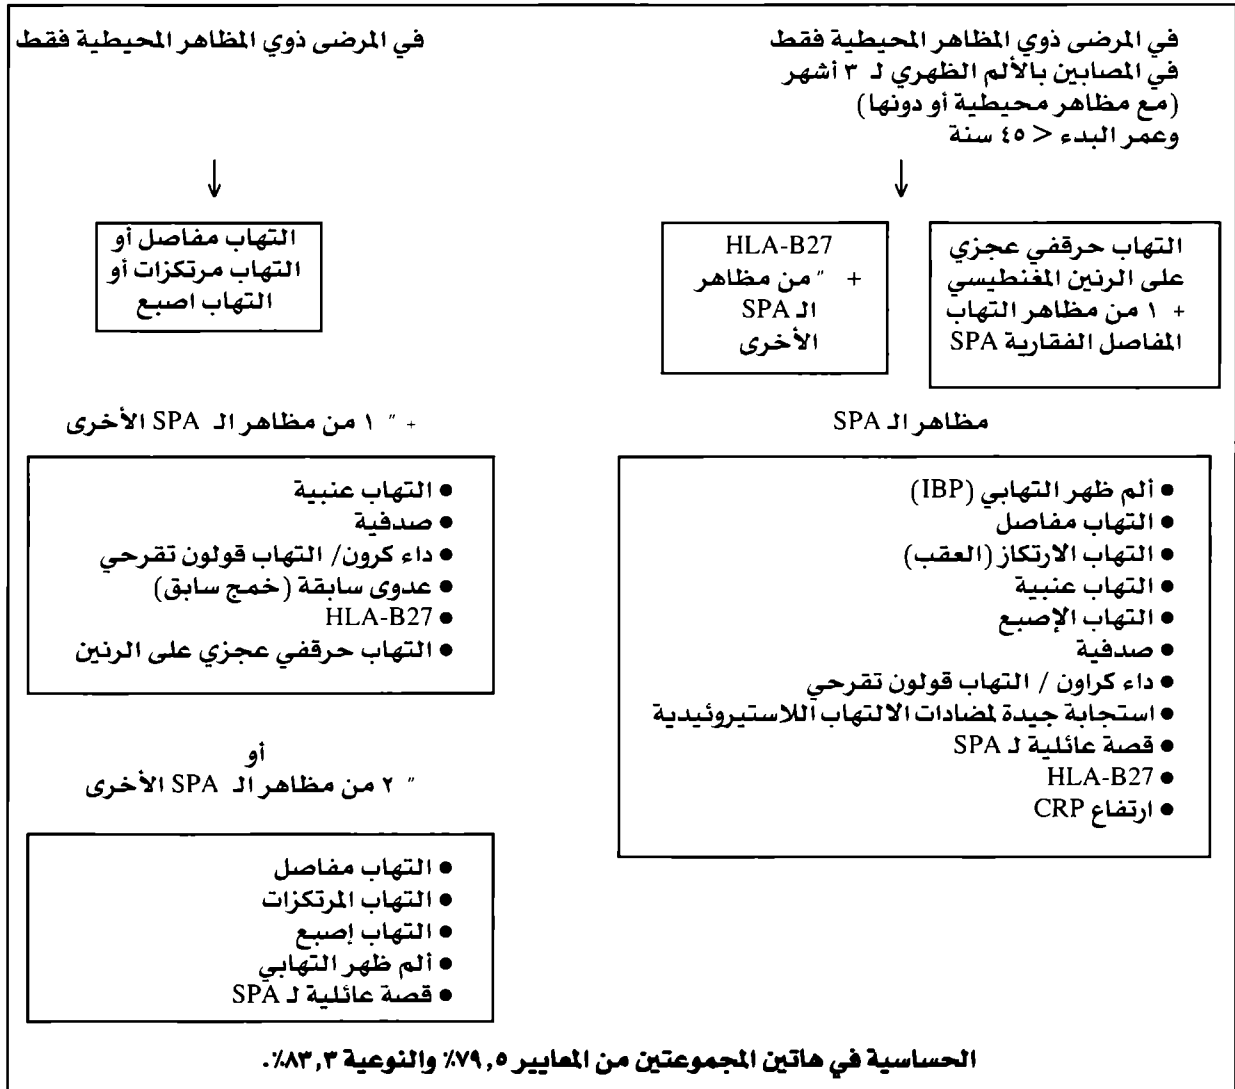 في المرضى ذوي المظاهر المحيطية فقط
في المصابين بالألم الظهري لـ ٣ أشهر
(مع مظاهر محيطية أو دونها)
وعمر البدء < ٤٥ سنة
التهاب حرقفي عجزي
على الرنين المغنطيسي
+ ١ من مظاهر التهاب
المفاصل الفقارية SPA
HLA-B27
+ ״ من مظاهر
الـ SPA
الأخرى
مظاهر الـ SPA
● ألم ظهر التهابي (IBP)
● التهاب مفاصل
● التهاب الارتكاز (العقب)
● التهاب عنبية
● التهاب الإصبع
● صدفية
● داء كراون / التهاب قولون تقرحي
● استجابة جيدة لمضادات الالتهاب اللاستيروئيدية
● قصة عائلية لـ SPA
● HLA-B27
● ارتفاع CRP
في المرضى ذوي المظاهر المحيطية فقط
التهاب مفاصل أو
التهاب مرتكزات أو
التهاب اصبع
+ ״ ١ من مظاهر الـ SPA الأخرى
● التهاب عنبية
● صدفية
● داء كرون/ التهاب قولون تقرحي
● عدوى سابقة (خمج سابق)
● HLA-B27
● التهاب حرقفي عجزي على الرنين
أو
״ ٢ من مظاهر الـ SPA الأخرى
● التهاب مفاصل
● التهاب المرتكزات
● التهاب إصبع
● ألم ظهر التهابي
● قصة عائلية لـ SPA
الحساسية في هاتين المجموعتين من المعايير ٧٩,٥٪ والنوعية ٨٣,٣٪.